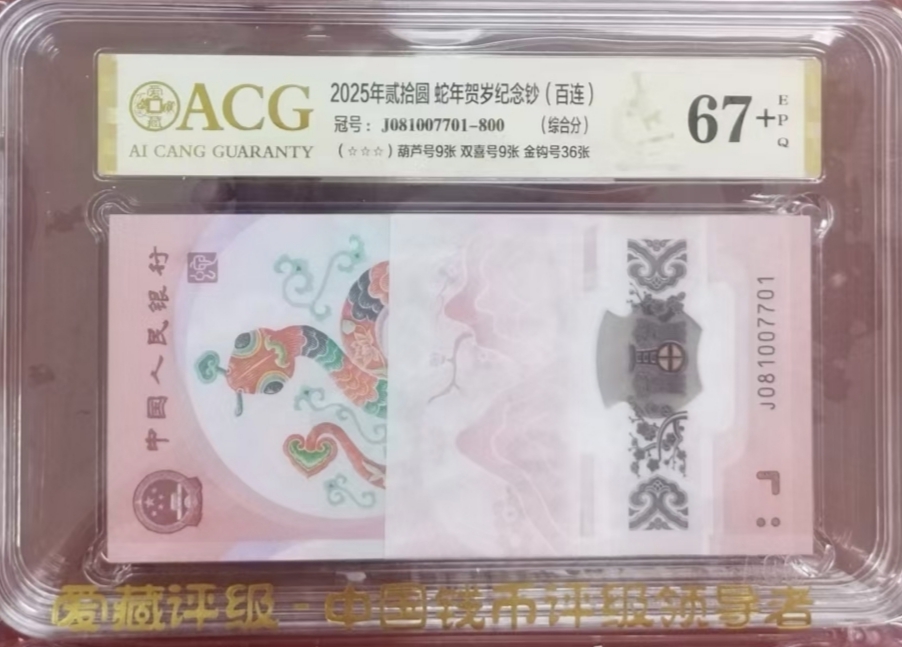 ACG
AI CANG GUARANTY
2025年贰拾圆 蛇年贺岁纪念钞（百连）
冠号：J081007701-800 （综合分）
（☆☆☆）葫芦号9张 双喜号9张 金钩号36张
67+
EPQ
中国人民银行
J081007701
爱藏评级-中国钱币评级领导者